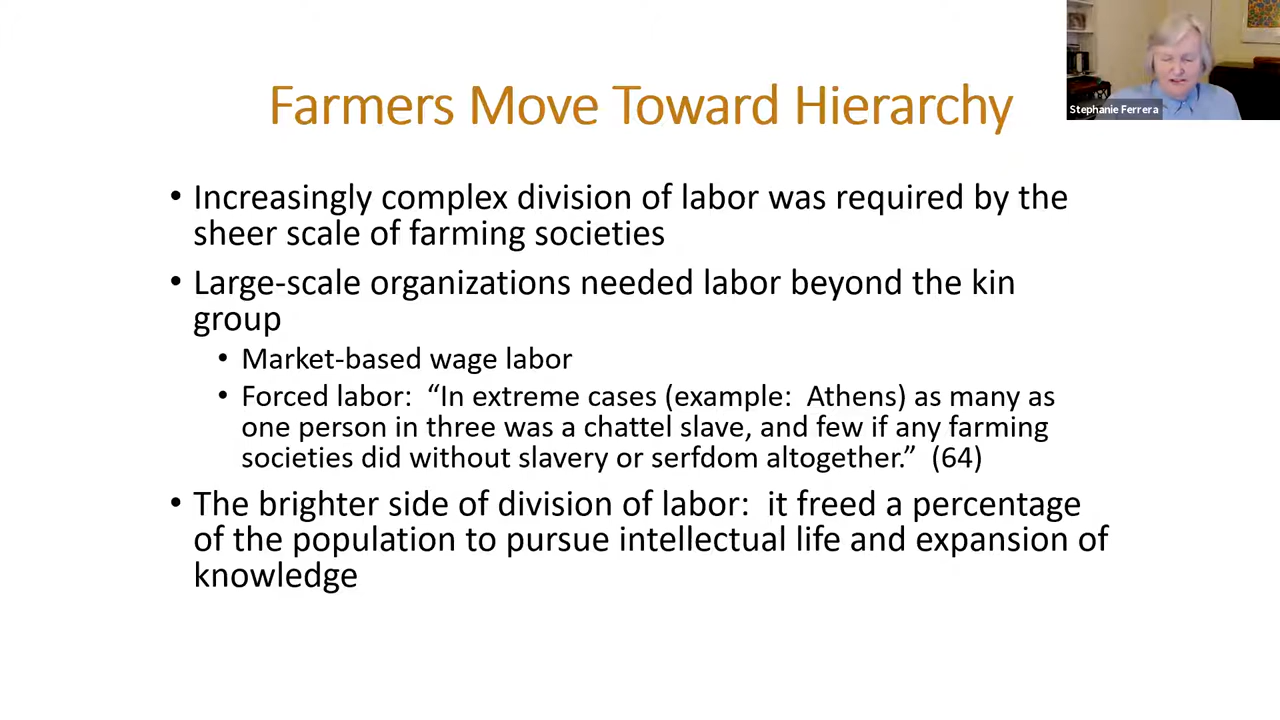 Farmers Move Toward Hierarchy
Stephanie Ferrera
• Increasingly complex division of labor was required by the
sheer scale of farming societies
• Large-scale organizations needed labor beyond the kin
group
• Market-based wage labor
• Forced labor:  “In extreme cases (example:  Athens) as many as
one person in three was a chattel slave, and few if any farming
societies did without slavery or serfdom altogether.”  (64)
• The brighter side of division of labor:  it freed a percentage
of the population to pursue intellectual life and expansion of
knowledge